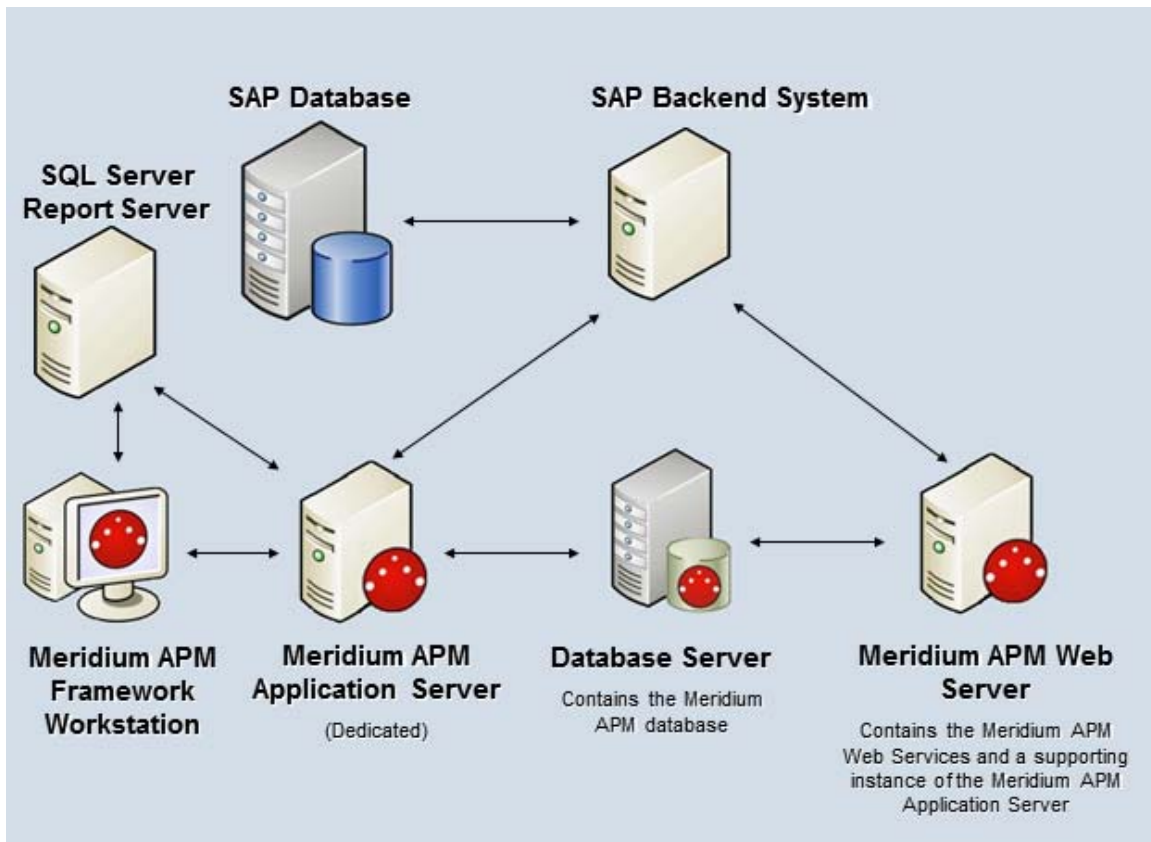 SAP Database
SAP Backend System
SQL Server
Report Server
Meridium APM
Framework
Workstation
Meridium APM
Application Server
(Dedicated)
Database Server
Contains the Meridium
APM database
Meridium APM Web
Server
Contains the Meridium APM
Web Services and a supporting
instance of the Meridium APM
Application Server